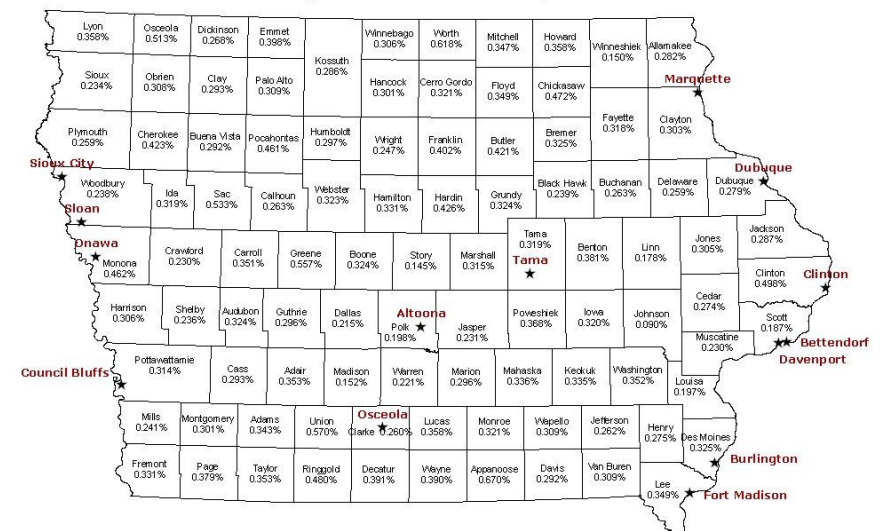 Lyon
0.358%
Osceola
0.513%
Dickinson
0.268%
Emmet
0.398%
Kossuth
0.286%
Winnebago
0.306%
Worth
0.618%
Mitchell
0.347%
Howard
0.358%
Winneshiek
0.150%
Allamakee
0.282%
Sioux
0.234%
Obrien
0.308%
Clay
0.293%
Palo Alto
0.309%
Hancock
0.301%
Cerro Gordo
0.321%
Floyd
0.349%
Chickasaw
0.472%
Marquette
Plymouth
0.259%
Cherokee
0.423%
Buena Vista
0.292%
Pocahontas
0.461%
Humboldt
0.297%
Wright
0.247%
Franklin
0.402%
Butler
0.421%
Bremer
0.325%
Fayette
0.318%
Clayton
0.303%
Sioux City
Woodbury
0.238%
Ida
0.319%
Sac
0.533%
Calhoun
0.263%
Webster
0.323%
Hamilton
0.331%
Hardin
0.426%
Grundy
0.324%
Black Hawk
0.239%
Buchanan
0.263%
Delaware
0.259%
Dubuque
Dubuque
0.279%
Sloan
Onawa
Monona
0.462%
Crawford
0.230%
Carroll
0.351%
Greene
0.557%
Boone
0.324%
Story
0.145%
Marshall
0.315%
Tama
0.319%
Tama
Benton
0.381%
Linn
0.178%
Jones
0.305%
Jackson
0.287%
Clinton
0.498%
Clinton
Harrison
0.306%
Shelby
0.236%
Audubon
0.324%
Guthrie
0.296%
Dallas
0.215%
Altoona
Polk
0.198%
Jasper
0.231%
Poweshiek
0.368%
Iowa
0.320%
Johnson
0.090%
Cedar
0.274%
Scott
0.187%
Muscatine
0.230%
Bettendorf
Davenport
Council Bluffs
Pottawattamie
0.314%
Cass
0.293%
Adair
0.353%
Madison
0.152%
Warren
0.221%
Marion
0.296%
Mahaska
0.336%
Keokuk
0.335%
Washington
0.352%
Louisa
0.197%
Mills
0.241%
Montgomery
0.301%
Adams
0.343%
Union
0.570%
Osceola
Clarke 0.260%
Lucas
0.358%
Monroe
0.321%
Wapello
0.309%
Jefferson
0.262%
Henry
0.275%
Des Moines
0.325%
Burlington
Fremont
0.331%
Page
0.379%
Taylor
0.353%
Ringgold
0.480%
Decatur
0.391%
Wayne
0.390%
Appanoose
0.670%
Davis
0.292%
Van Buren
0.309%
Lee
0.349%
Fort Madison